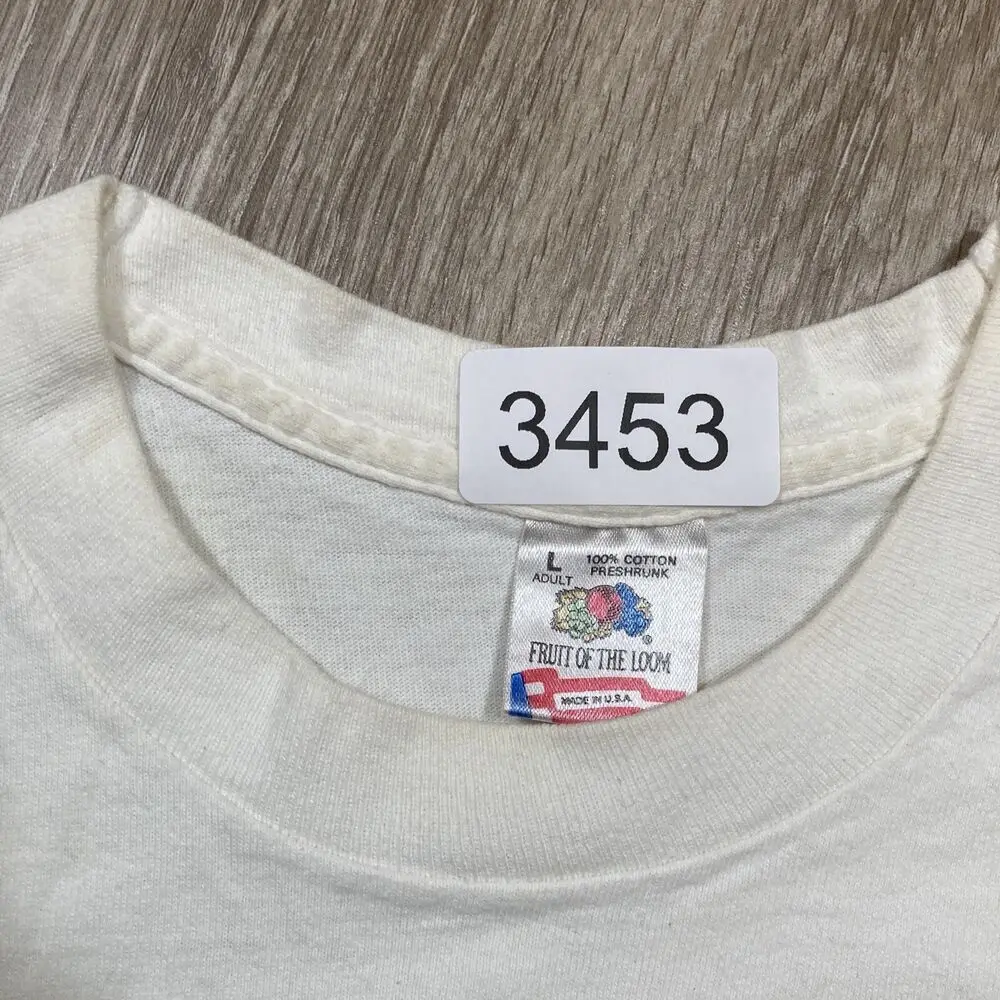 3453
L 100% COTTON
ADULT PRESHRUNK
®
FRUIT OF THE LOOM
MADE IN U.S.A.